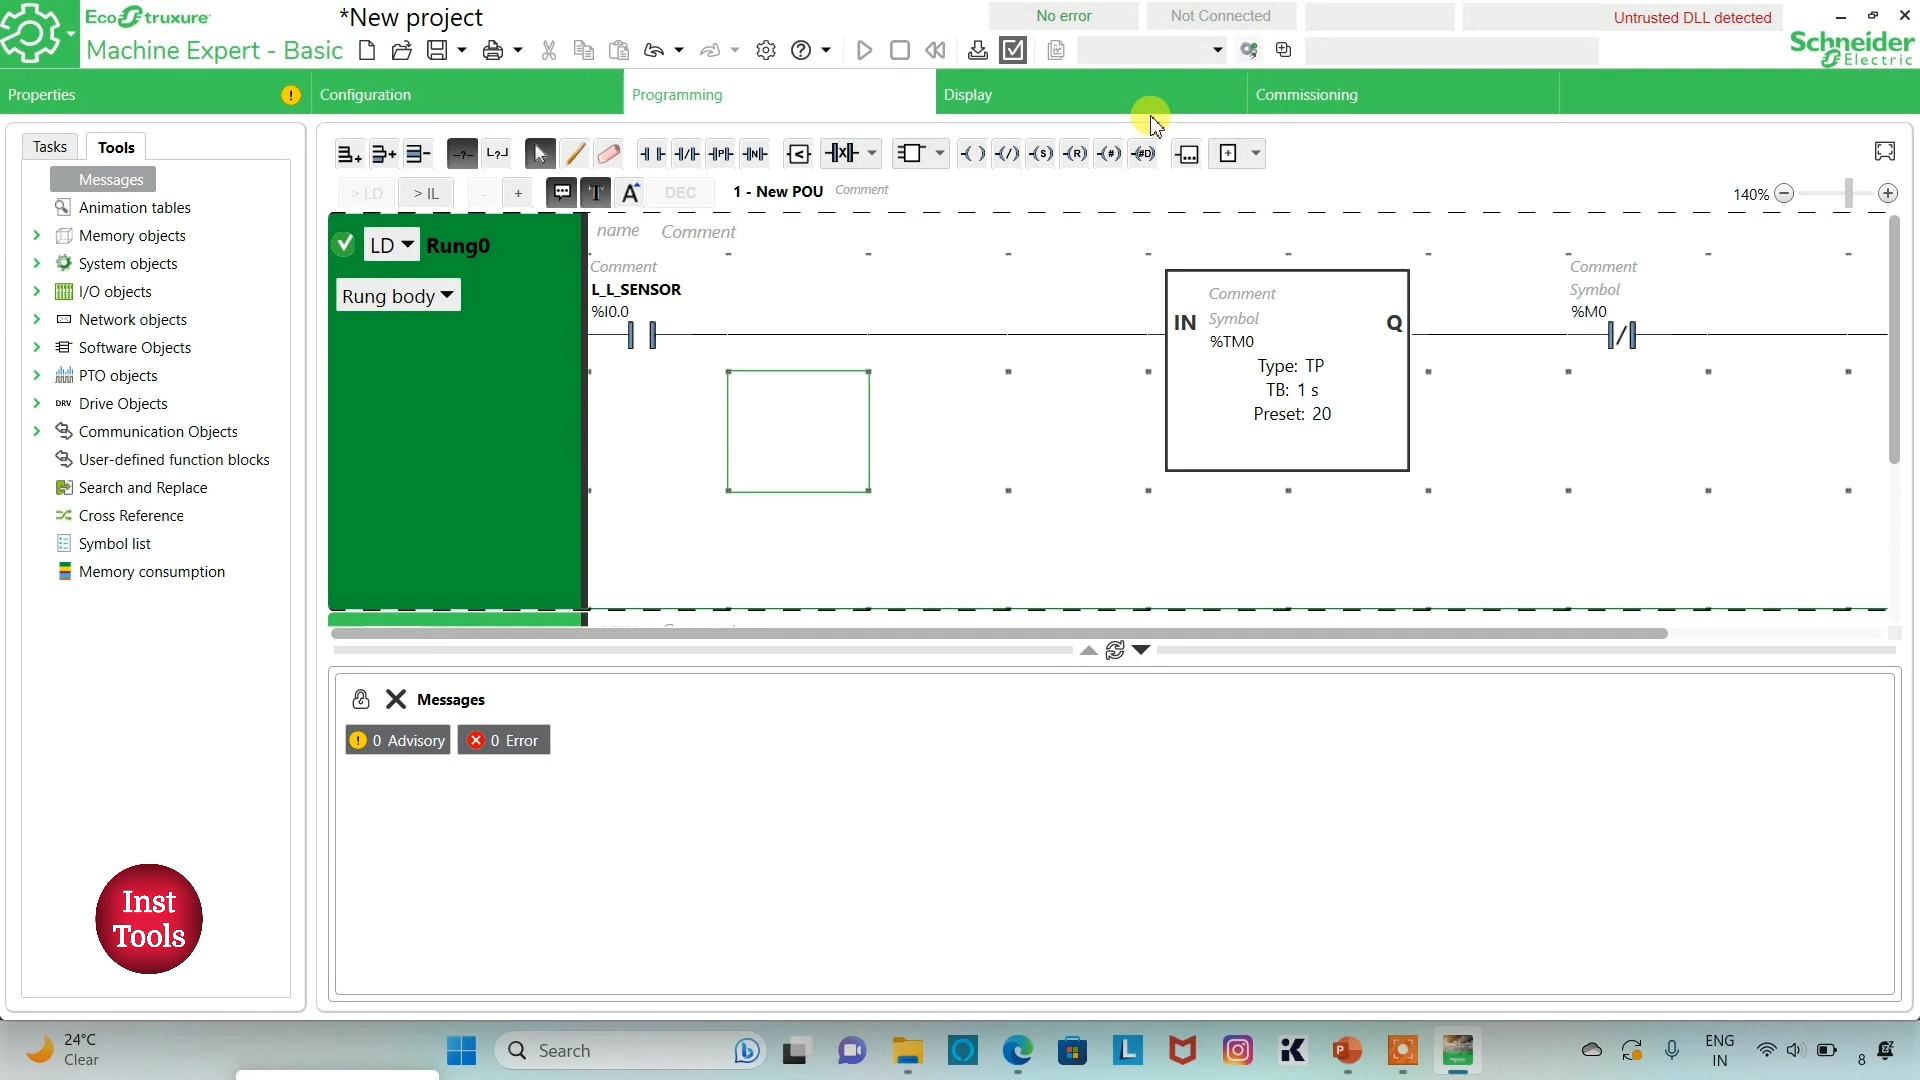 EcoStruxure
Machine Expert - Basic
*New project
No error
Not Connected
Untrusted DLL detected
Schneider
Electric
Properties
Configuration
Programming
Display
Commissioning
Tasks
Tools
Messages
Animation tables
Memory objects
System objects
I/O objects
Network objects
Software Objects
PTO objects
DRV Drive Objects
Communication Objects
User-defined function blocks
Search and Replace
Cross Reference
Symbol list
Memory consumption
Inst
Tools
> LD
> IL
-
+
T
A
DEC
1 - New POU
Comment
140%
LD
Rung0
Rung body
name
Comment
Comment
L_L_SENSOR
%I0.0
Comment
IN
Symbol
Q
%TM0
Type: TP
TB: 1 s
Preset: 20
Comment
Symbol
%M0
Messages
0 Advisory
0 Error
24°C
Clear
Search
ENG
IN
8